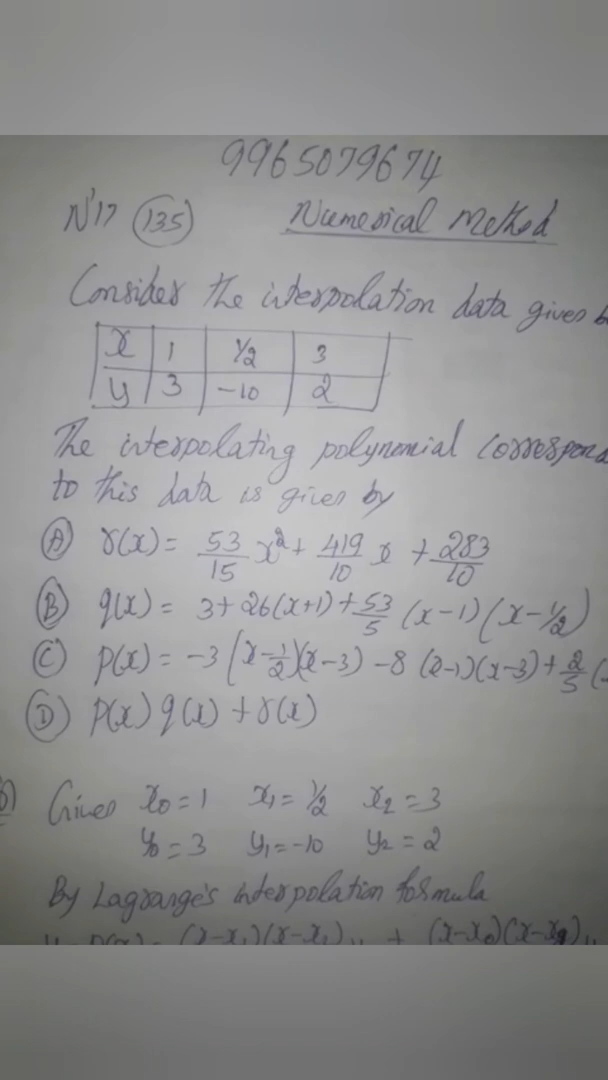 9965079674
N'17 (135) Numerical Method
Consider the interpolation data given
x 1 1/2 3
y 3 -10 2
The interpolating polynomial
to this data is given by
(A) r(x) = 53/15 x² + 419/10 x + 283/10
(B) q(x) = 3+26(x+1)+53/5 (x-1)(x-1/2)
(C) p(x) = -3(x-1/2)(x-3) -8(x-1)(x-3)+2/5(
(D) p(x) q(x) + r(x)
Given x0=1 x1=1/2 x2=3
y0=3 y1=-10 y2=2
By Lagrange's interpolation formula